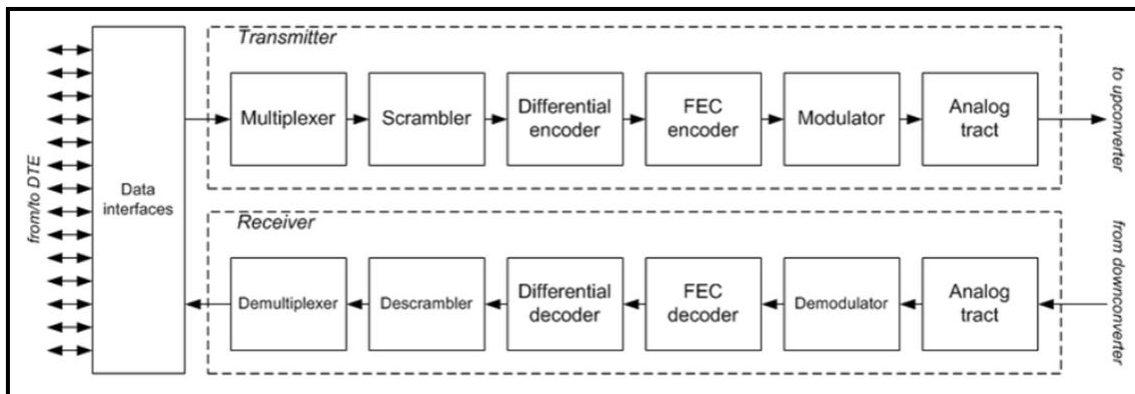 Transmitter
Multiplexer
Scrambler
Differential
encoder
FEC
encoder
Modulator
Analog
tract
to upconverter
from/to DTE
Data
interfaces
Receiver
Demultiplexer
Descrambler
Differential
decoder
FEC
decoder
Demodulator
Analog
tract
from downconverter